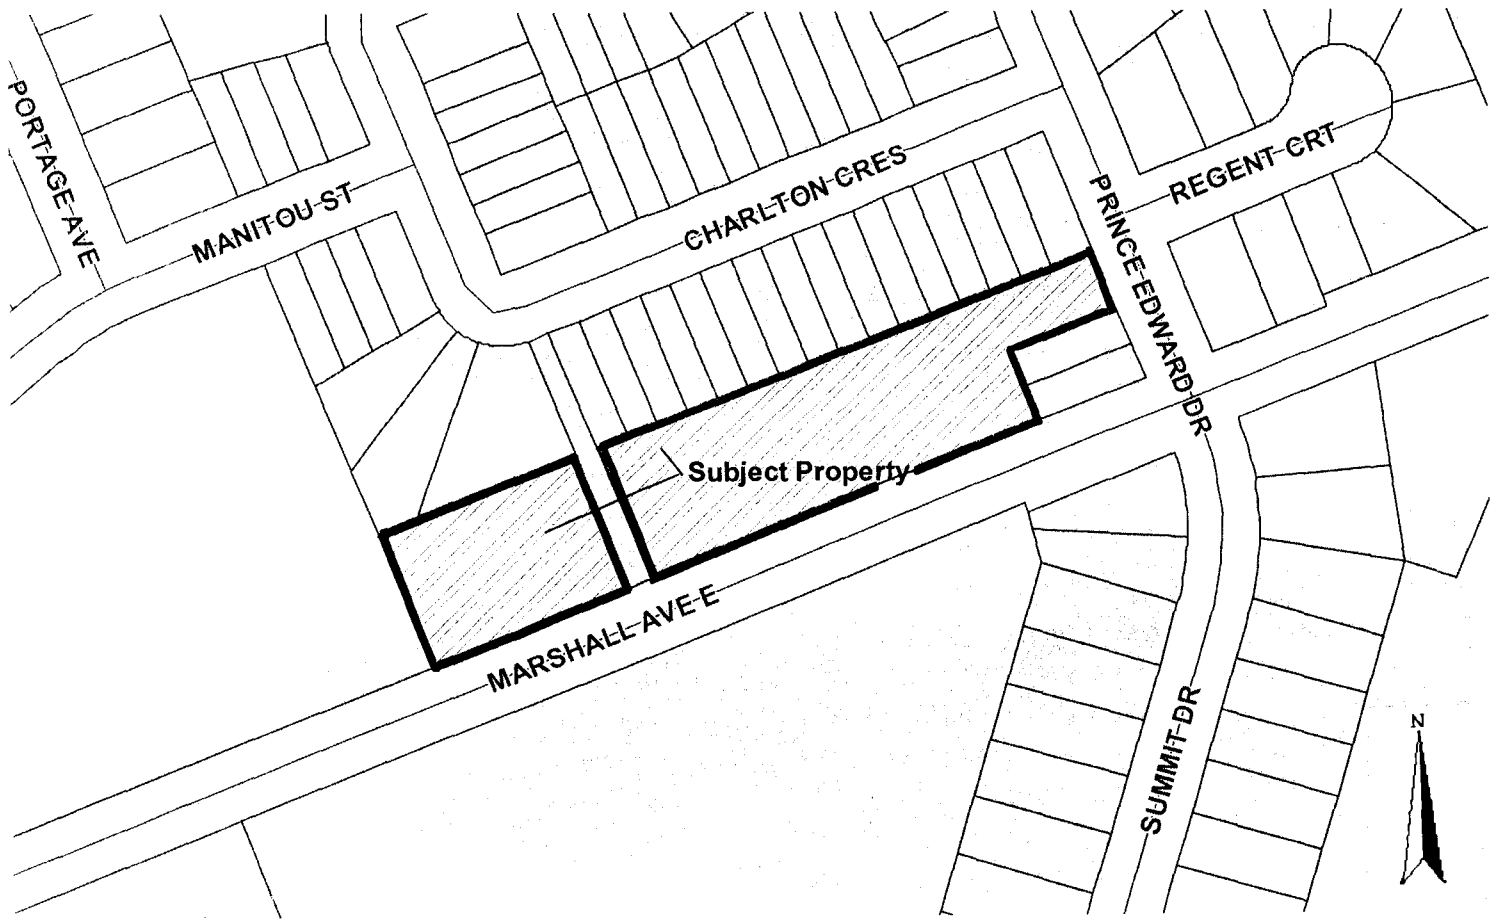 PORTAGE AVE
MANITOU ST
CHARLTON CRES
REGENT CRT
PRINCE EDWARD DR
Subject Property
MARSHALL AVE E
SUMMIT DR
N